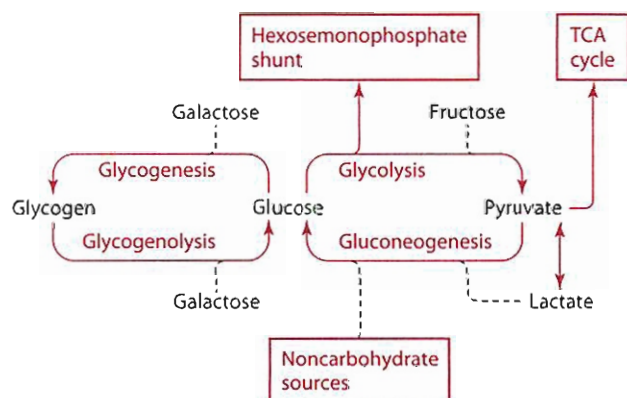 Hexosemonophosphate
shunt
TCA
cycle
Galactose
Fructose
Glycogenesis
Glycolysis
Glycogen
Glucose
Pyruvate
Glycogenolysis
Gluconeogenesis
Galactose
Lactate
Noncarbohydrate
sources